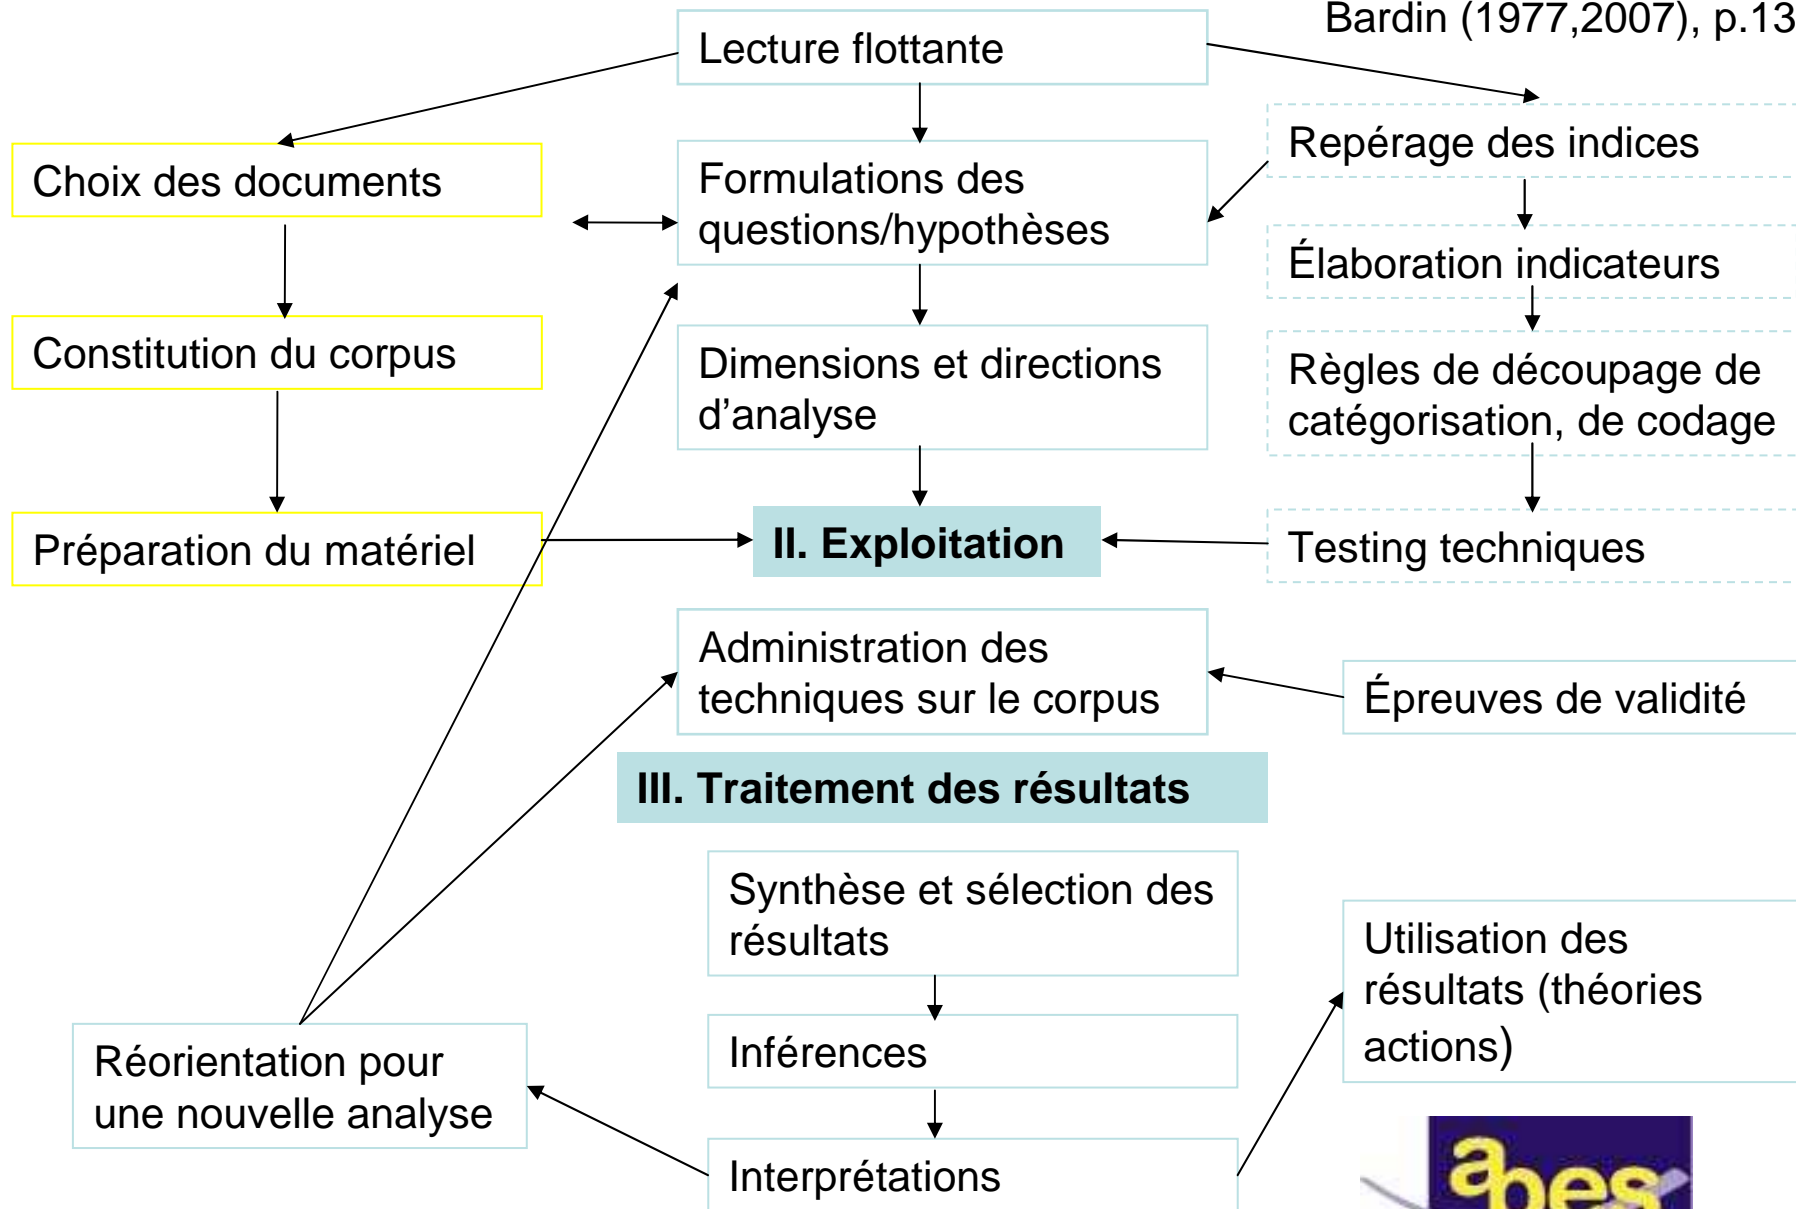 Bardin (1977,2007), p.13
Lecture flottante
Choix des documents
Formulations des
questions/hypothèses
Repérage des indices
Élaboration indicateurs
Constitution du corpus
Dimensions et directions
d’analyse
Règles de découpage de
catégorisation, de codage
Préparation du matériel
II. Exploitation
Testing techniques
Administration des
techniques sur le corpus
Épreuves de validité
III. Traitement des résultats
Synthèse et sélection des
résultats
Utilisation des
résultats (théories
actions)
Inférences
Réorientation pour
une nouvelle analyse
Interprétations
abes